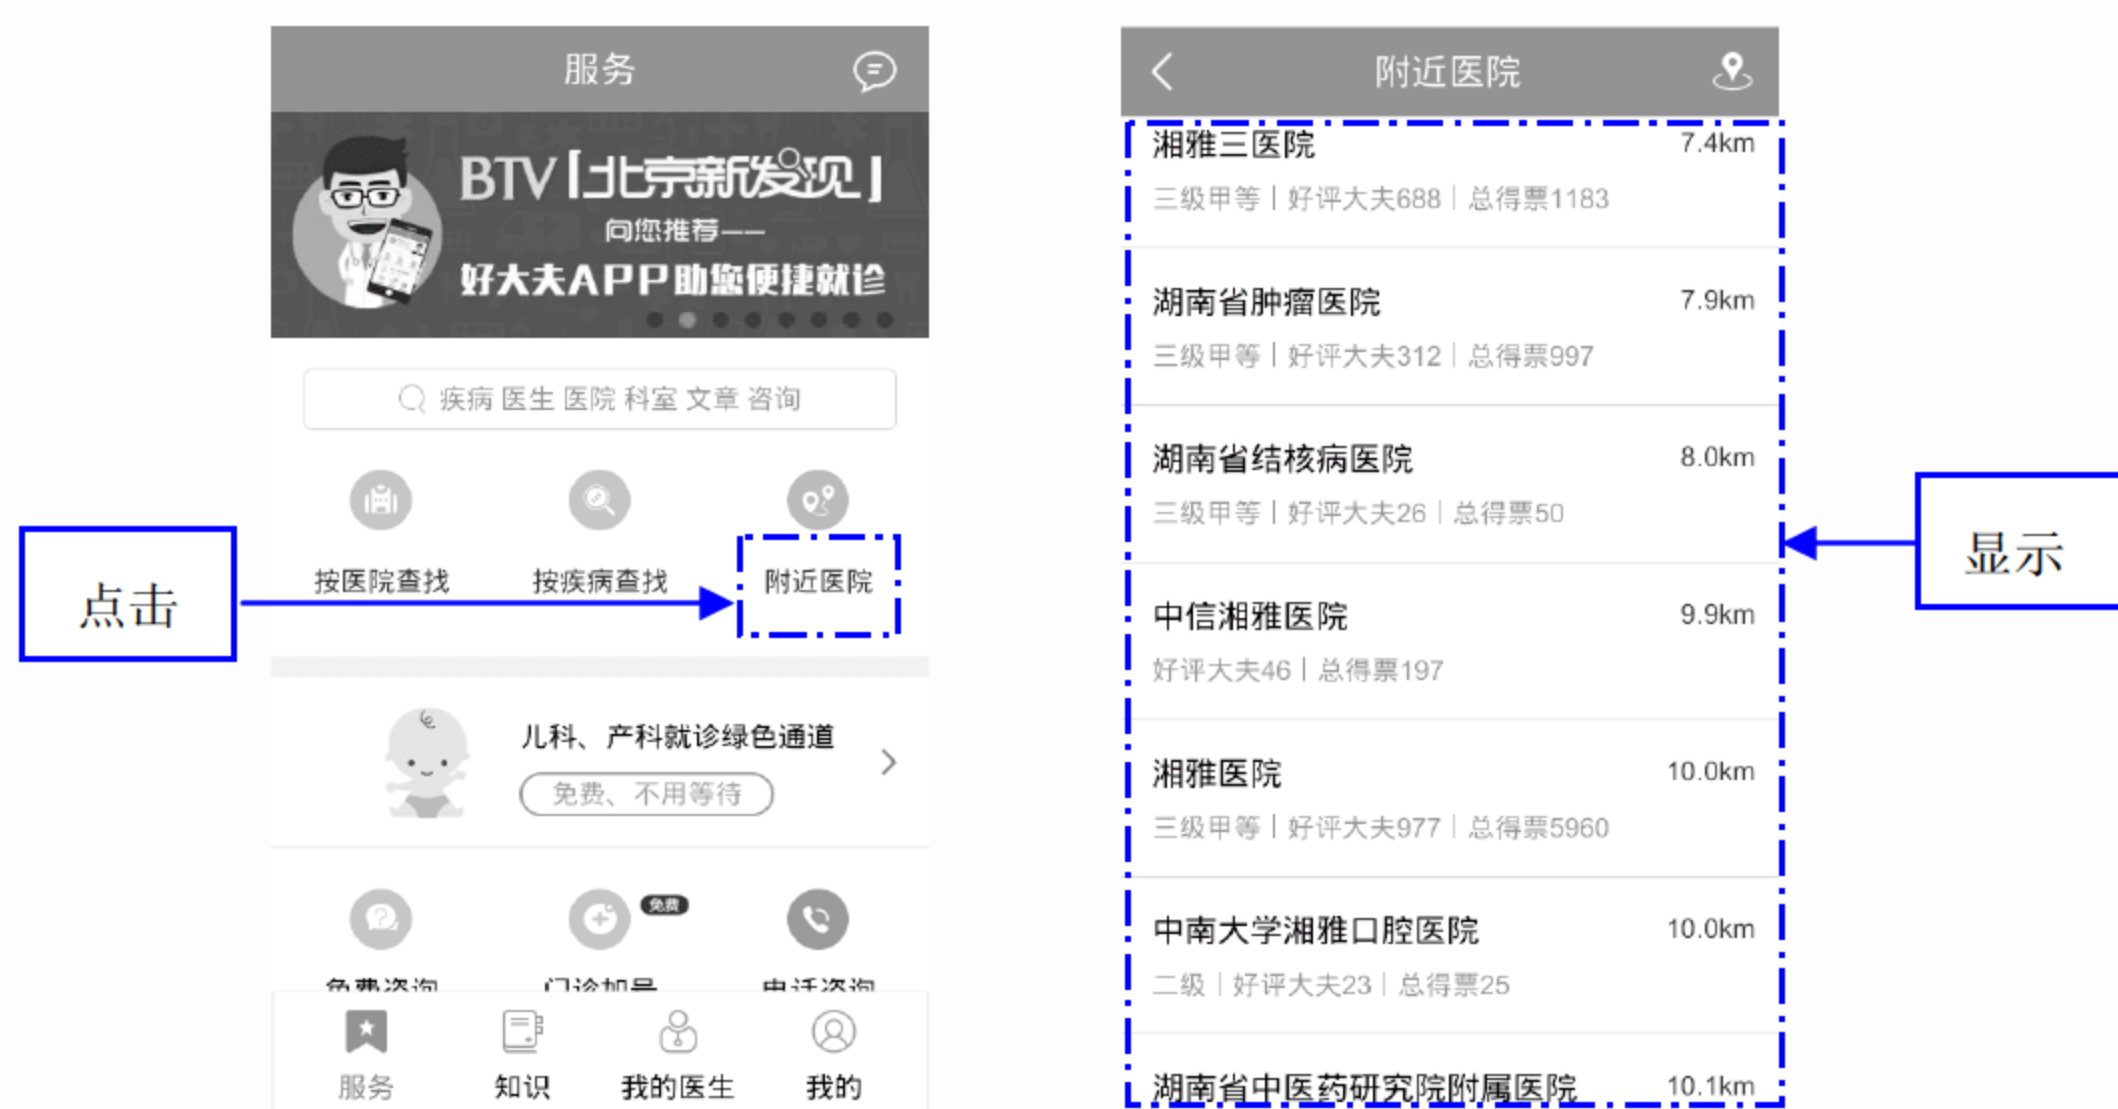 服务
BTV「北京新发现」
向您推荐——
好大夫APP助您便捷就诊
疾病 医生 医院 科室 文章 咨询
按医院查找
按疾病查找
附近医院
点击
儿科、产科就诊绿色通道
免费、不用等待
免费
免费咨询
门诊加号
电话咨询
服务
知识
我的医生
我的
附近医院
湘雅三医院 7.4km
三级甲等 | 好评大夫688 | 总得票1183
湖南省肿瘤医院 7.9km
三级甲等 | 好评大夫312 | 总得票997
湖南省结核病医院 8.0km
三级甲等 | 好评大夫26 | 总得票50
中信湘雅医院 9.9km
好评大夫46 | 总得票197
湘雅医院 10.0km
三级甲等 | 好评大夫977 | 总得票5960
中南大学湘雅口腔医院 10.0km
二级 | 好评大夫23 | 总得票25
湖南省中医药研究院附属医院 10.1km
显示